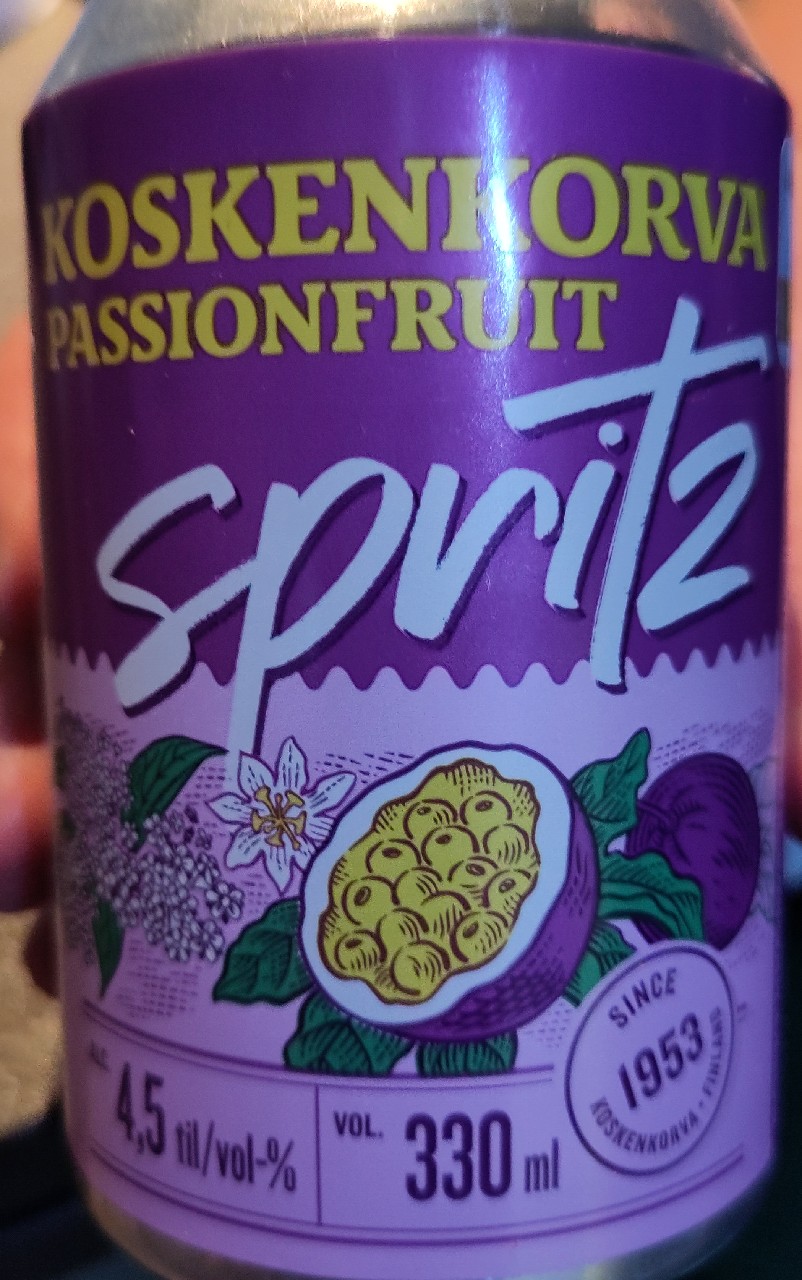 KOSKENKORVA
PASSIONFRUIT
spritz
ALC. 4,5 til/vol-%
VOL. 330 ml
SINCE
1953
KOSKENKORVA • FINLAND